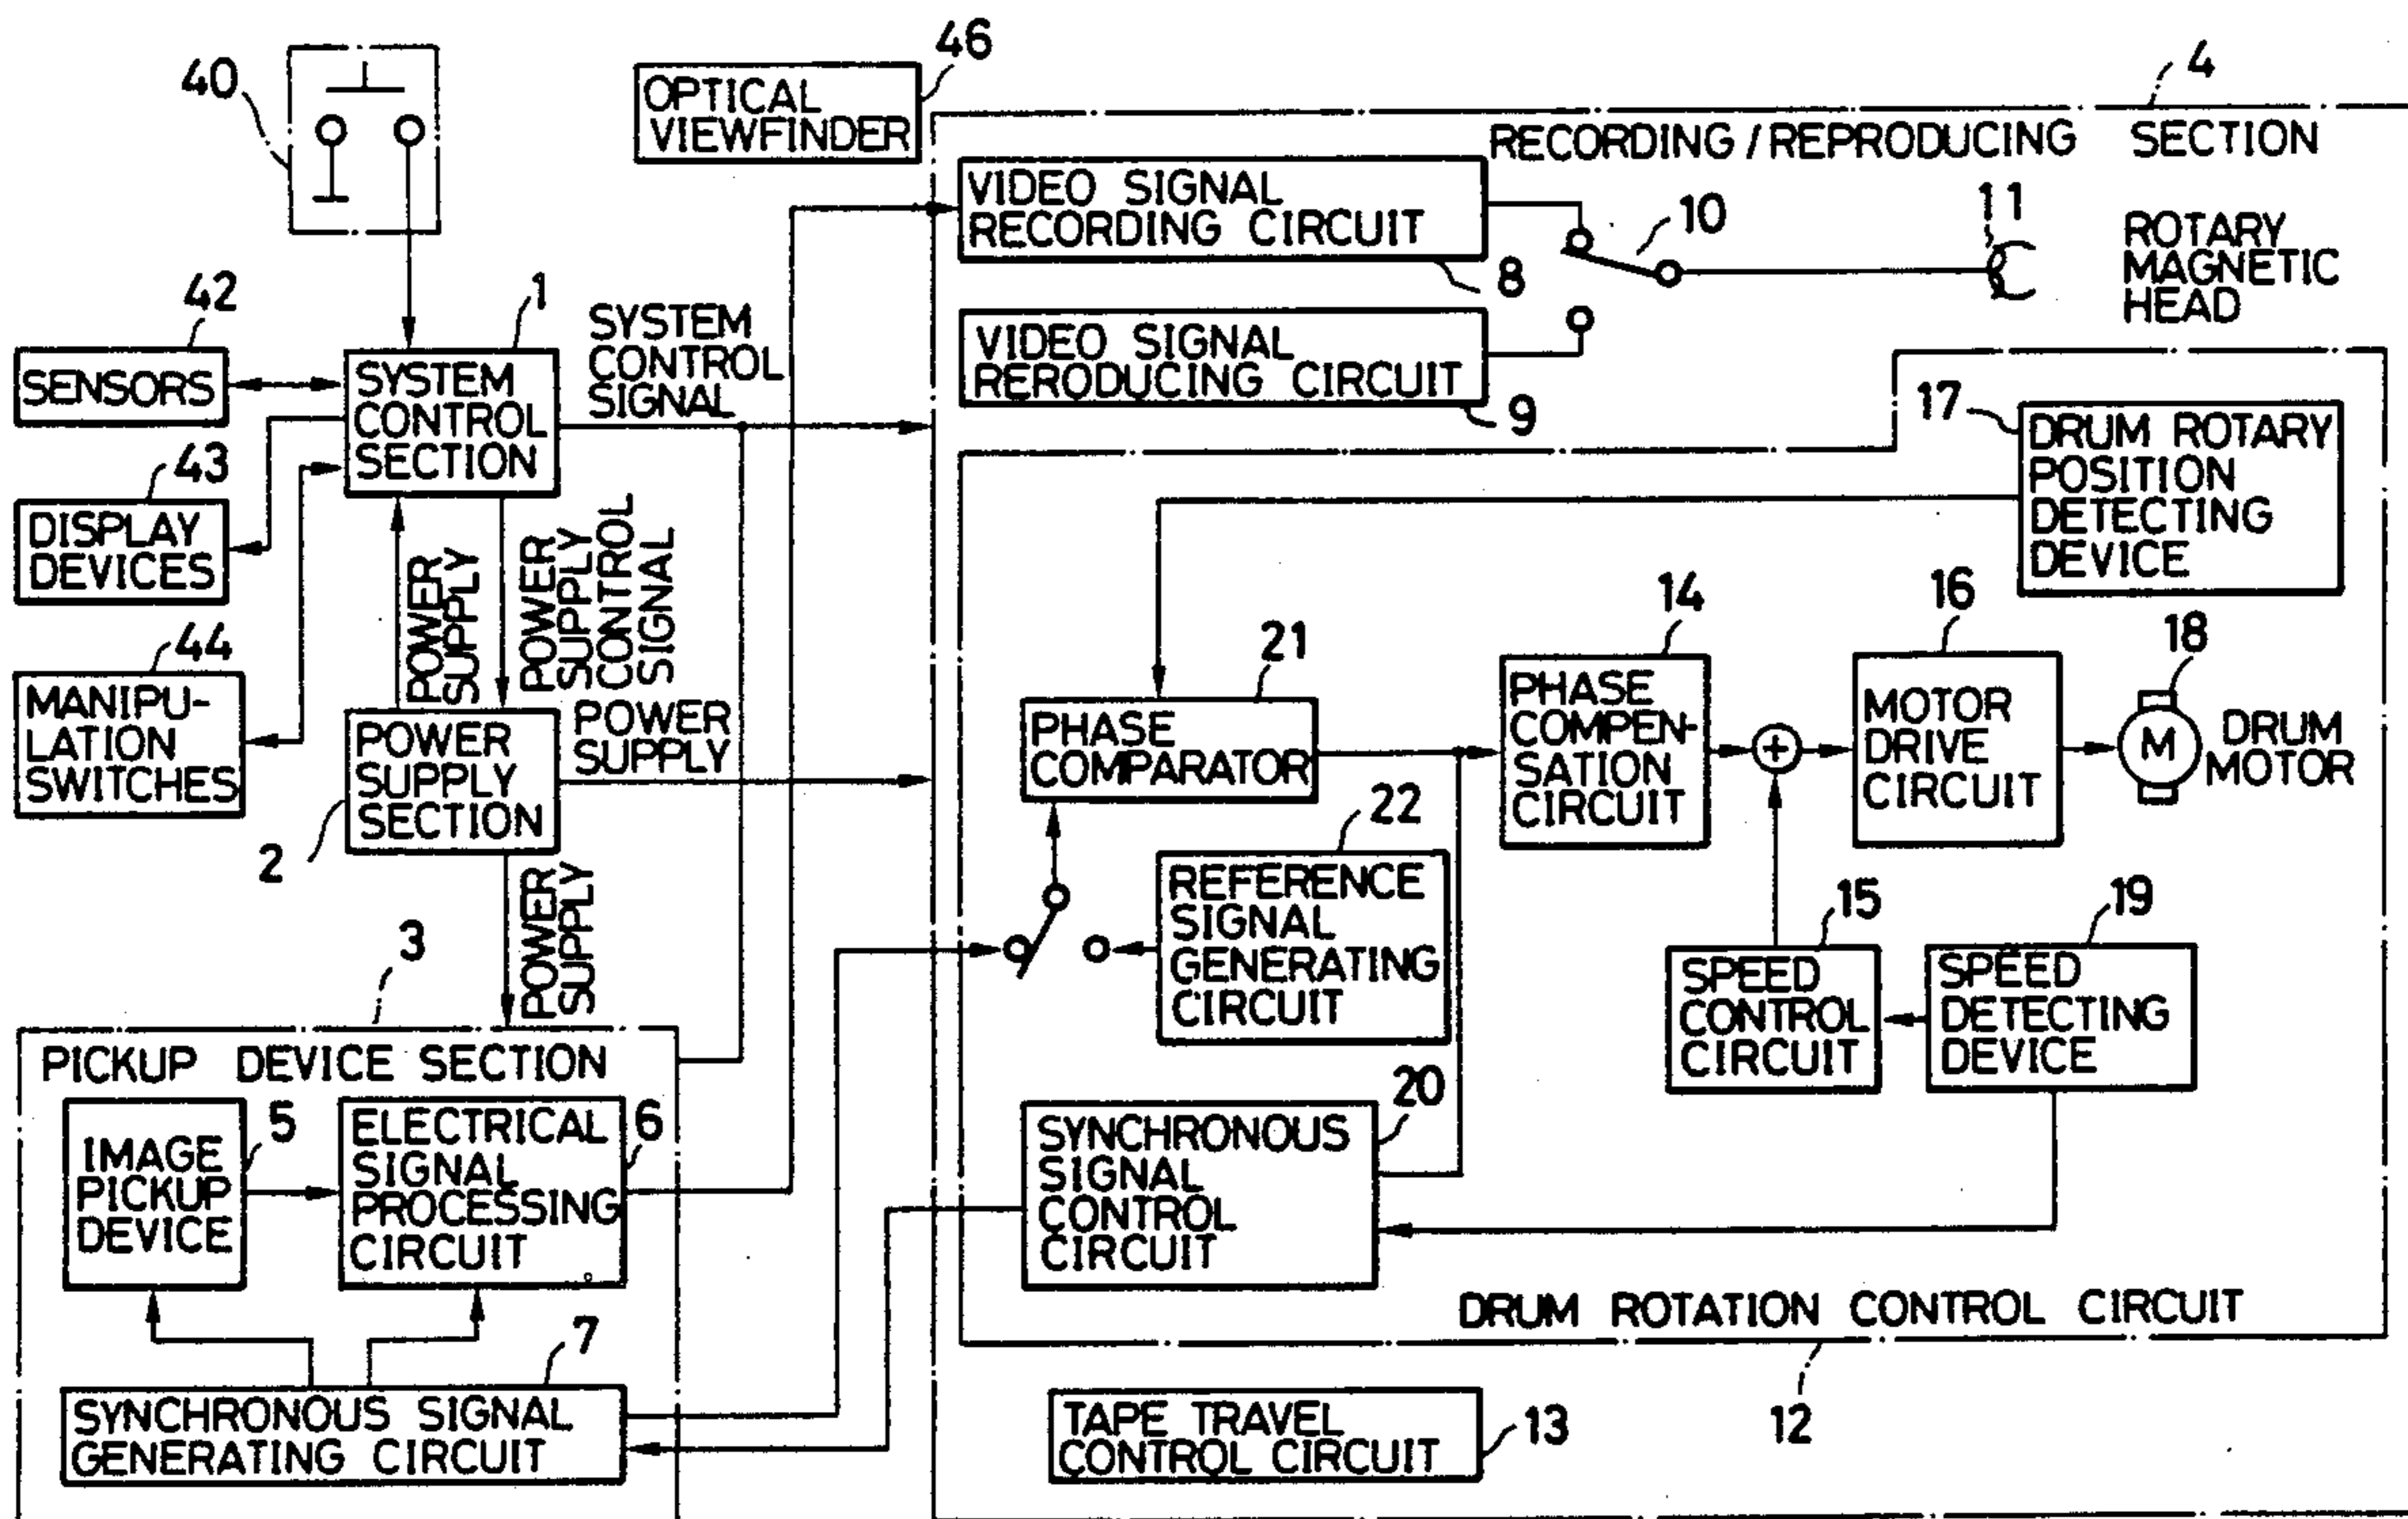 40
OPTICAL
VIEWFINDER
46
4
RECORDING/REPRODUCING SECTION
VIDEO SIGNAL
RECORDING CIRCUIT
8
10
11
ROTARY
MAGNETIC
HEAD
VIDEO SIGNAL
RERODUCING CIRCUIT
9
42
SENSORS
1
SYSTEM
CONTROL
SECTION
SYSTEM
CONTROL
SIGNAL
43
DISPLAY
DEVICES
44
MANIPU-
LATION
SWITCHES
POWER
SUPPLY
POWER
SUPPLY
CONTROL
SIGNAL
POWER
SUPPLY
SECTION
2
POWER
SUPPLY
POWER
SUPPLY
17
DRUM ROTARY
POSITION
DETECTING
DEVICE
21
PHASE
COMPARATOR
14
PHASE
COMPEN-
SATION
CIRCUIT
+
16
MOTOR
DRIVE
CIRCUIT
18
M
DRUM
MOTOR
22
REFERENCE
SIGNAL
GENERATING
CIRCUIT
15
SPEED
CONTROL
CIRCUIT
19
SPEED
DETECTING
DEVICE
3
PICKUP DEVICE SECTION
IMAGE
PICKUP
DEVICE
5
ELECTRICAL
SIGNAL
PROCESSING
CIRCUIT
6
20
SYNCHRONOUS
SIGNAL
CONTROL
CIRCUIT
DRUM ROTATION CONTROL CIRCUIT
12
7
SYNCHRONOUS SIGNAL
GENERATING CIRCUIT
TAPE TRAVEL
CONTROL CIRCUIT
13